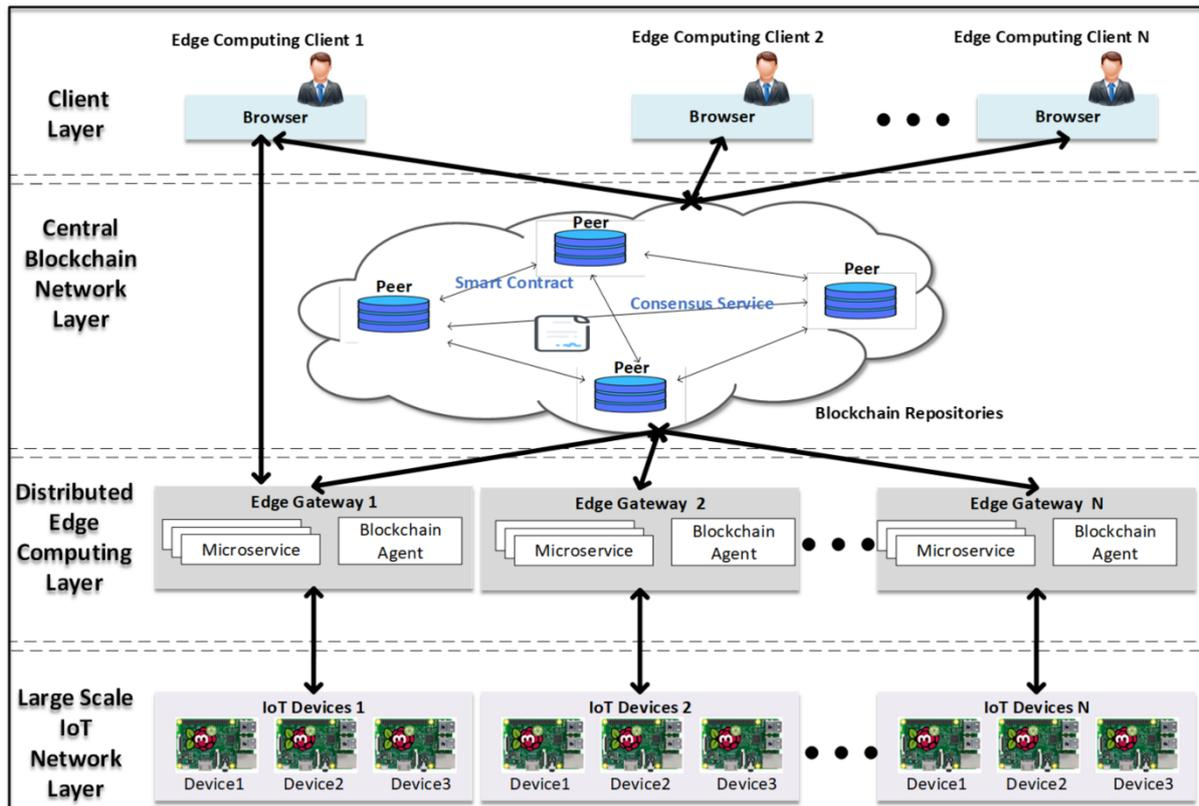 Edge Computing Client 1
Edge Computing Client 2
Edge Computing Client N
Client
Layer
Browser
Browser
Browser
Central
Blockchain
Network
Layer
Peer
Peer
Peer
Smart Contract
Consensus Service
Peer
Blockchain Repositories
Distributed
Edge
Computing
Layer
Edge Gateway 1
Microservice
Blockchain
Agent
Edge Gateway 2
Microservice
Blockchain
Agent
Edge Gateway N
Microservice
Blockchain
Agent
Large Scale
IoT
Network
Layer
IoT Devices 1
Device1
Device2
Device3
IoT Devices 2
Device1
Device2
Device3
IoT Devices N
Device1
Device2
Device3